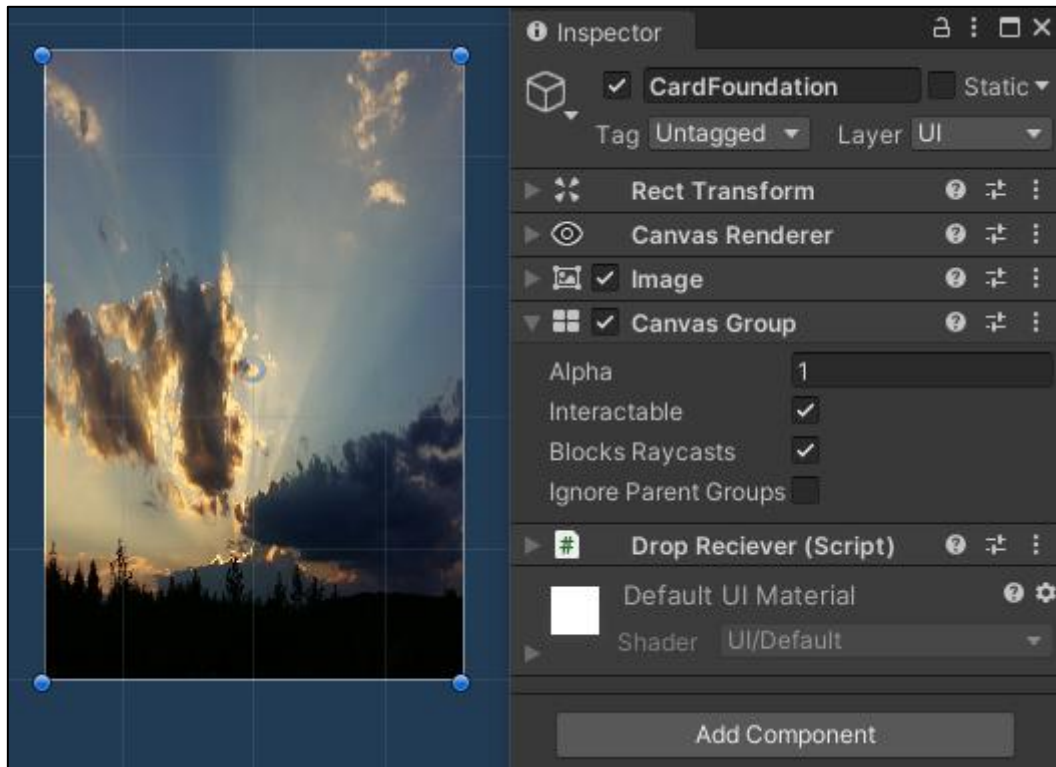 Inspector
CardFoundation Static
Tag Untagged Layer UI
Rect Transform
Canvas Renderer
Image
Canvas Group
Alpha 1
Interactable
Blocks Raycasts
Ignore Parent Groups
# Drop Reciever (Script)
Default UI Material
Shader UI/Default
Add Component